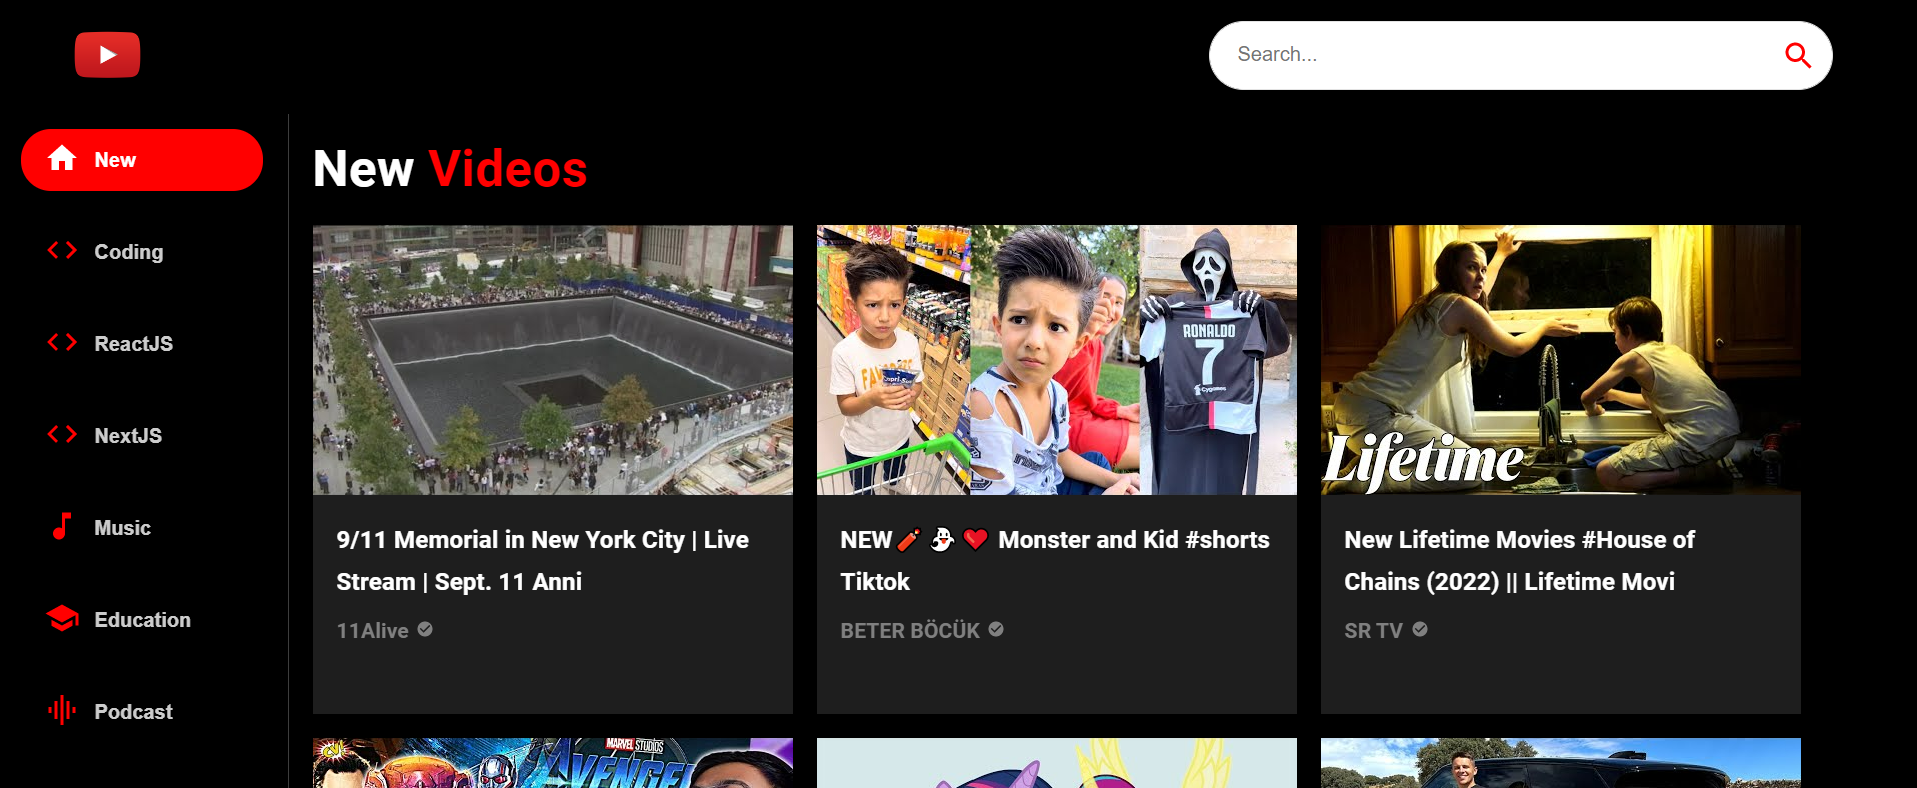 Search...
New
Coding
ReactJS
NextJS
Music
Education
Podcast
New Videos
RONALDO
7
Cygames
Lifetime
9/11 Memorial in New York City | Live
Stream | Sept. 11 Anni
11Alive
NEW🧨 👻 ❤️ Monster and Kid #shorts
Tiktok
BETER BÖCÜK
New Lifetime Movies #House of
Chains (2022) || Lifetime Movi
SR TV
MARVEL STUDIOS